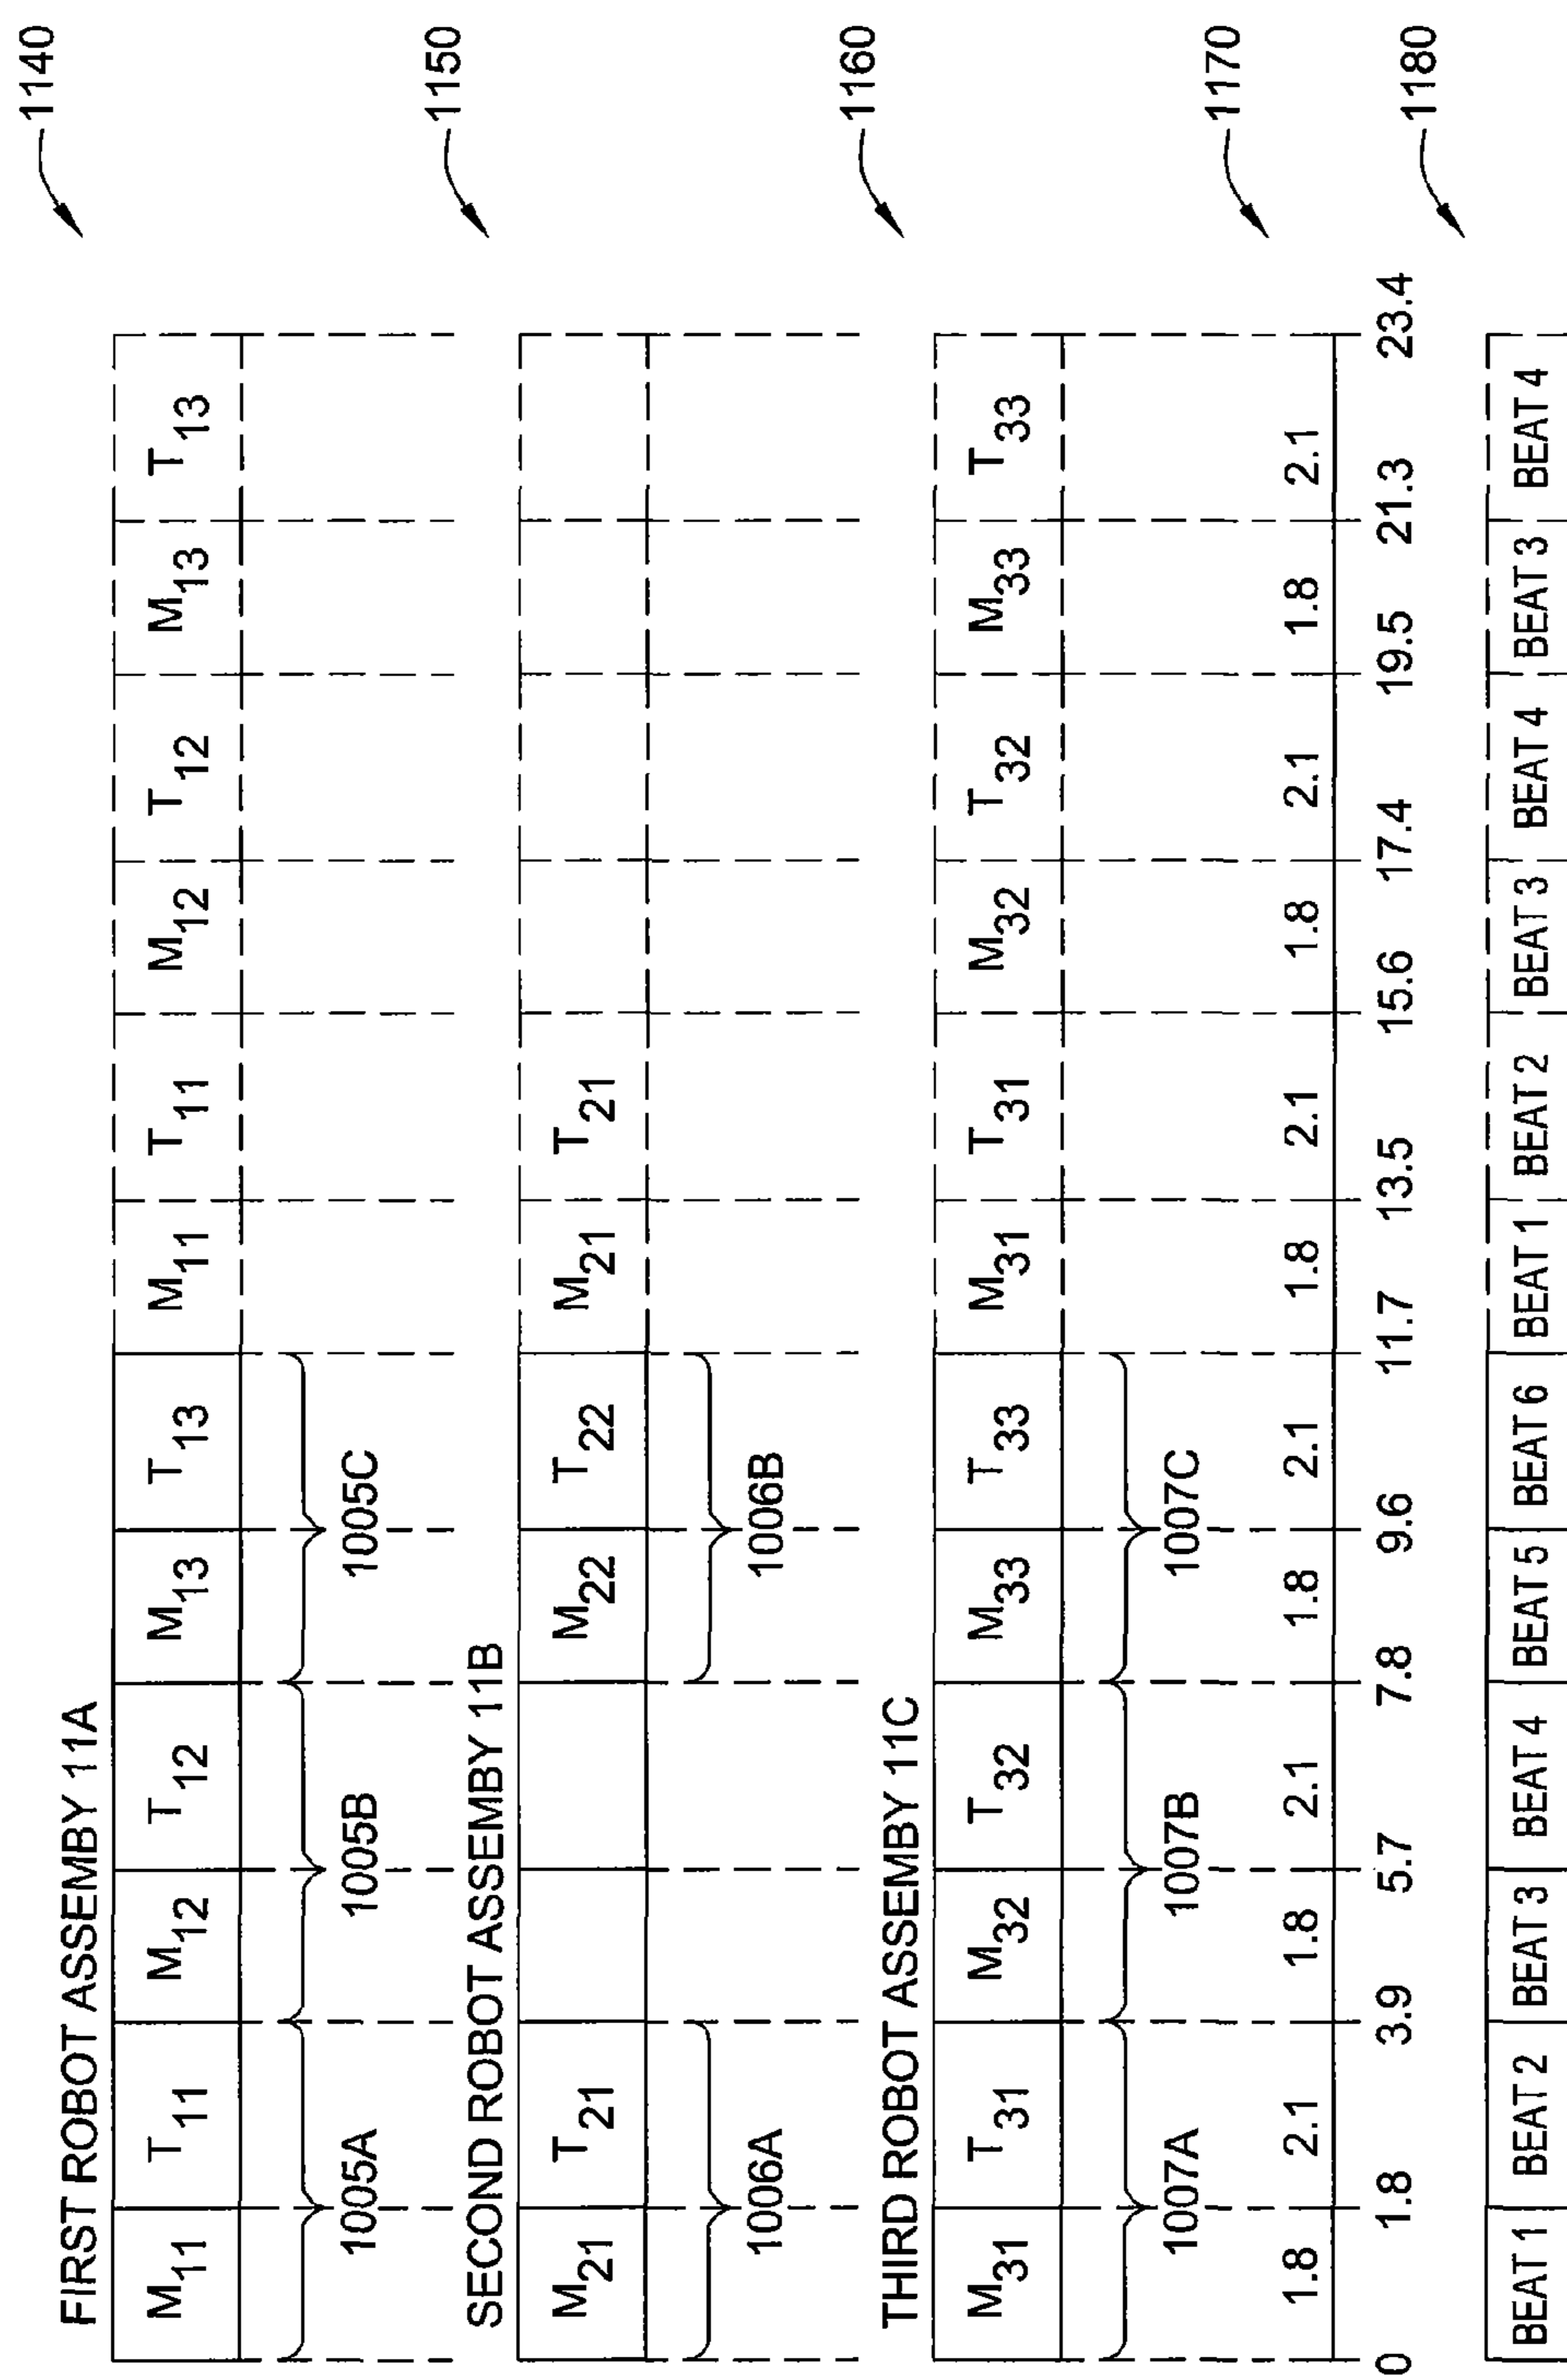 FIRST ROBOT ASSEMBY 11A
1140
M11 T11 M12 T12 M13 T13 M11 T11 M12 T12 M13 T13
1005A 1005B 1005C
SECOND ROBOT ASSEMBY 11B
1150
M21 T21 M22 T22 M21 T21
1006A 1006B
THIRD ROBOT ASSEMBY 11C
1160
M31 T31 M32 T32 M33 T33 M31 T31 M32 T32 M33 T33
1007A 1007B 1007C
1170
1.8 2.1 1.8 2.1 1.8 2.1 1.8 2.1 1.8 2.1 1.8 2.1
0 1.8 3.9 5.7 7.8 9.6 11.7 13.5 15.6 17.4 19.5 21.3 23.4
1180
BEAT 1 BEAT 2 BEAT 3 BEAT 4 BEAT 5 BEAT 6 BEAT 1 BEAT 2 BEAT 3 BEAT 4 BEAT 3 BEAT 4